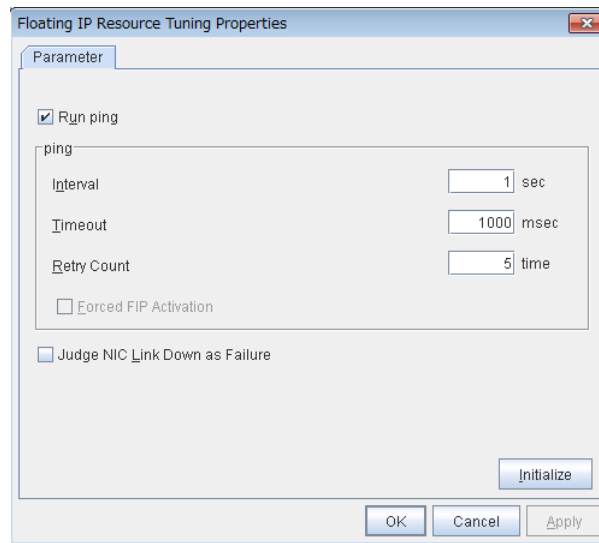 Floating IP Resource Tuning Properties
Parameter
Run ping
ping
Interval 1 sec
Timeout 1000 msec
Retry Count 5 time
Forced FIP Activation
Judge NIC Link Down as Failure
Initialize
OK Cancel Apply